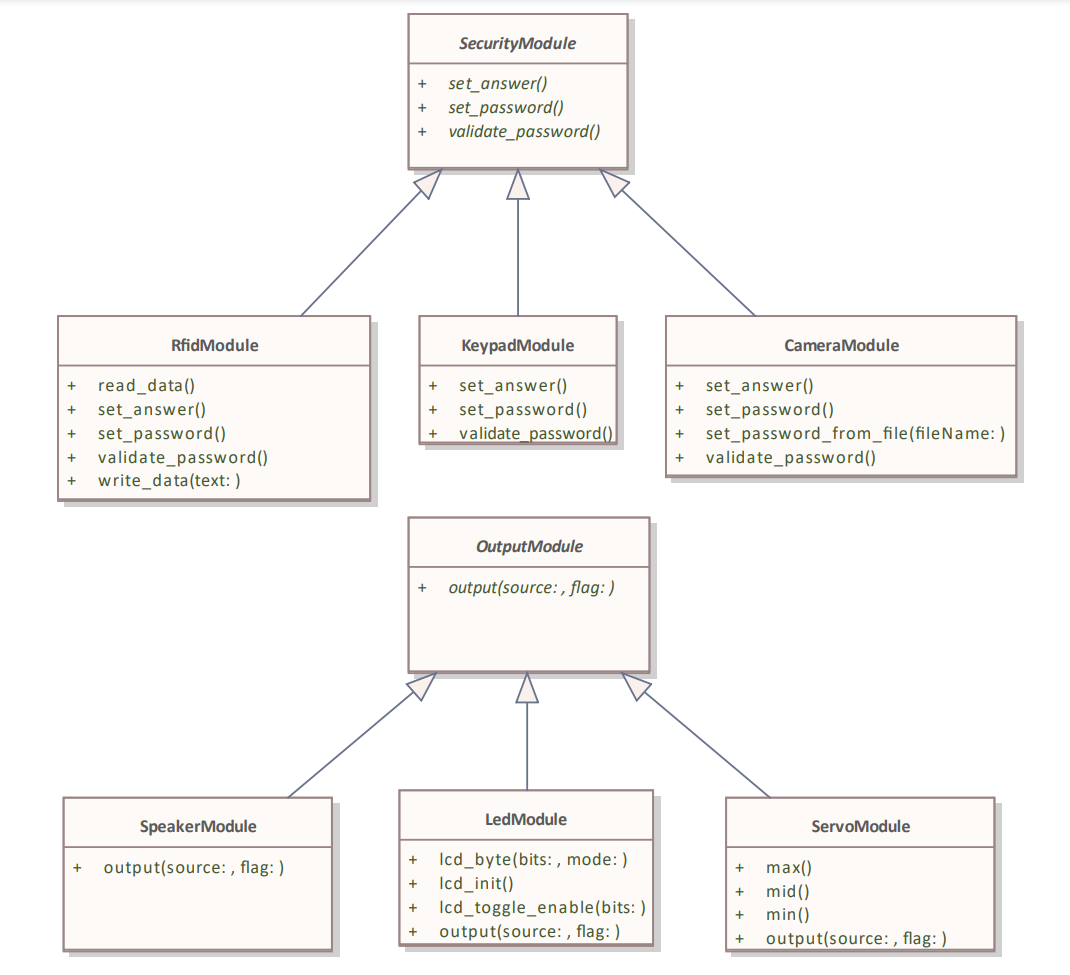 SecurityModule
+ set_answer()
+ set_password()
+ validate_password()
RfidModule
+ read_data()
+ set_answer()
+ set_password()
+ validate_password()
+ write_data(text: )
KeypadModule
+ set_answer()
+ set_password()
+ validate_password()
CameraModule
+ set_answer()
+ set_password()
+ set_password_from_file(fileName: )
+ validate_password()
OutputModule
+ output(source: , flag: )
SpeakerModule
+ output(source: , flag: )
LedModule
+ lcd_byte(bits: , mode: )
+ lcd_init()
+ lcd_toggle_enable(bits: )
+ output(source: , flag: )
ServoModule
+ max()
+ mid()
+ min()
+ output(source: , flag: )